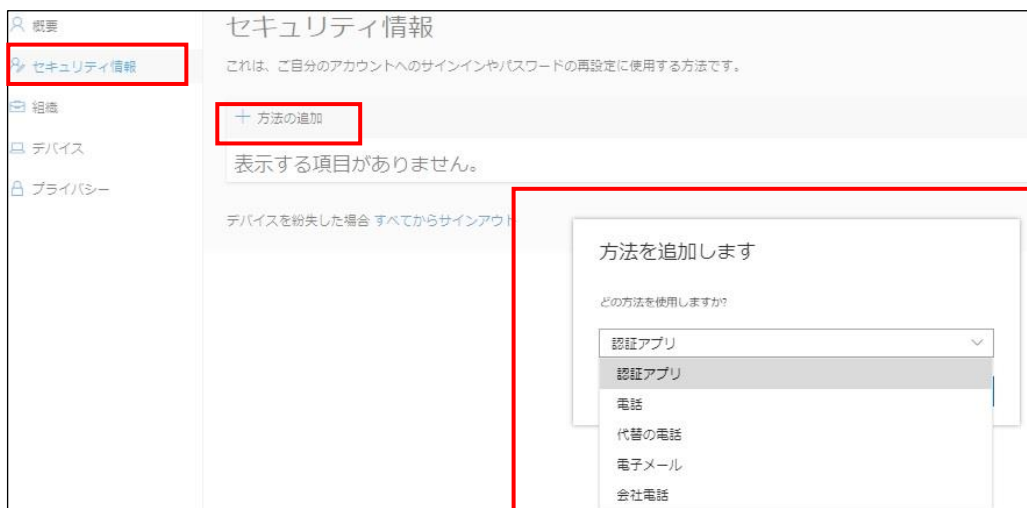 概要
セキュリティ情報
組織
デバイス
プライバシー
セキュリティ情報
これは、ご自分のアカウントへのサインインやパスワードの再設定に使用する方法です。
+ 方法の追加
表示する項目がありません。
デバイスを紛失した場合 すべてからサインアウト
方法を追加します
どの方法を使用しますか?
認証アプリ
認証アプリ
電話
代替の電話
電子メール
会社電話